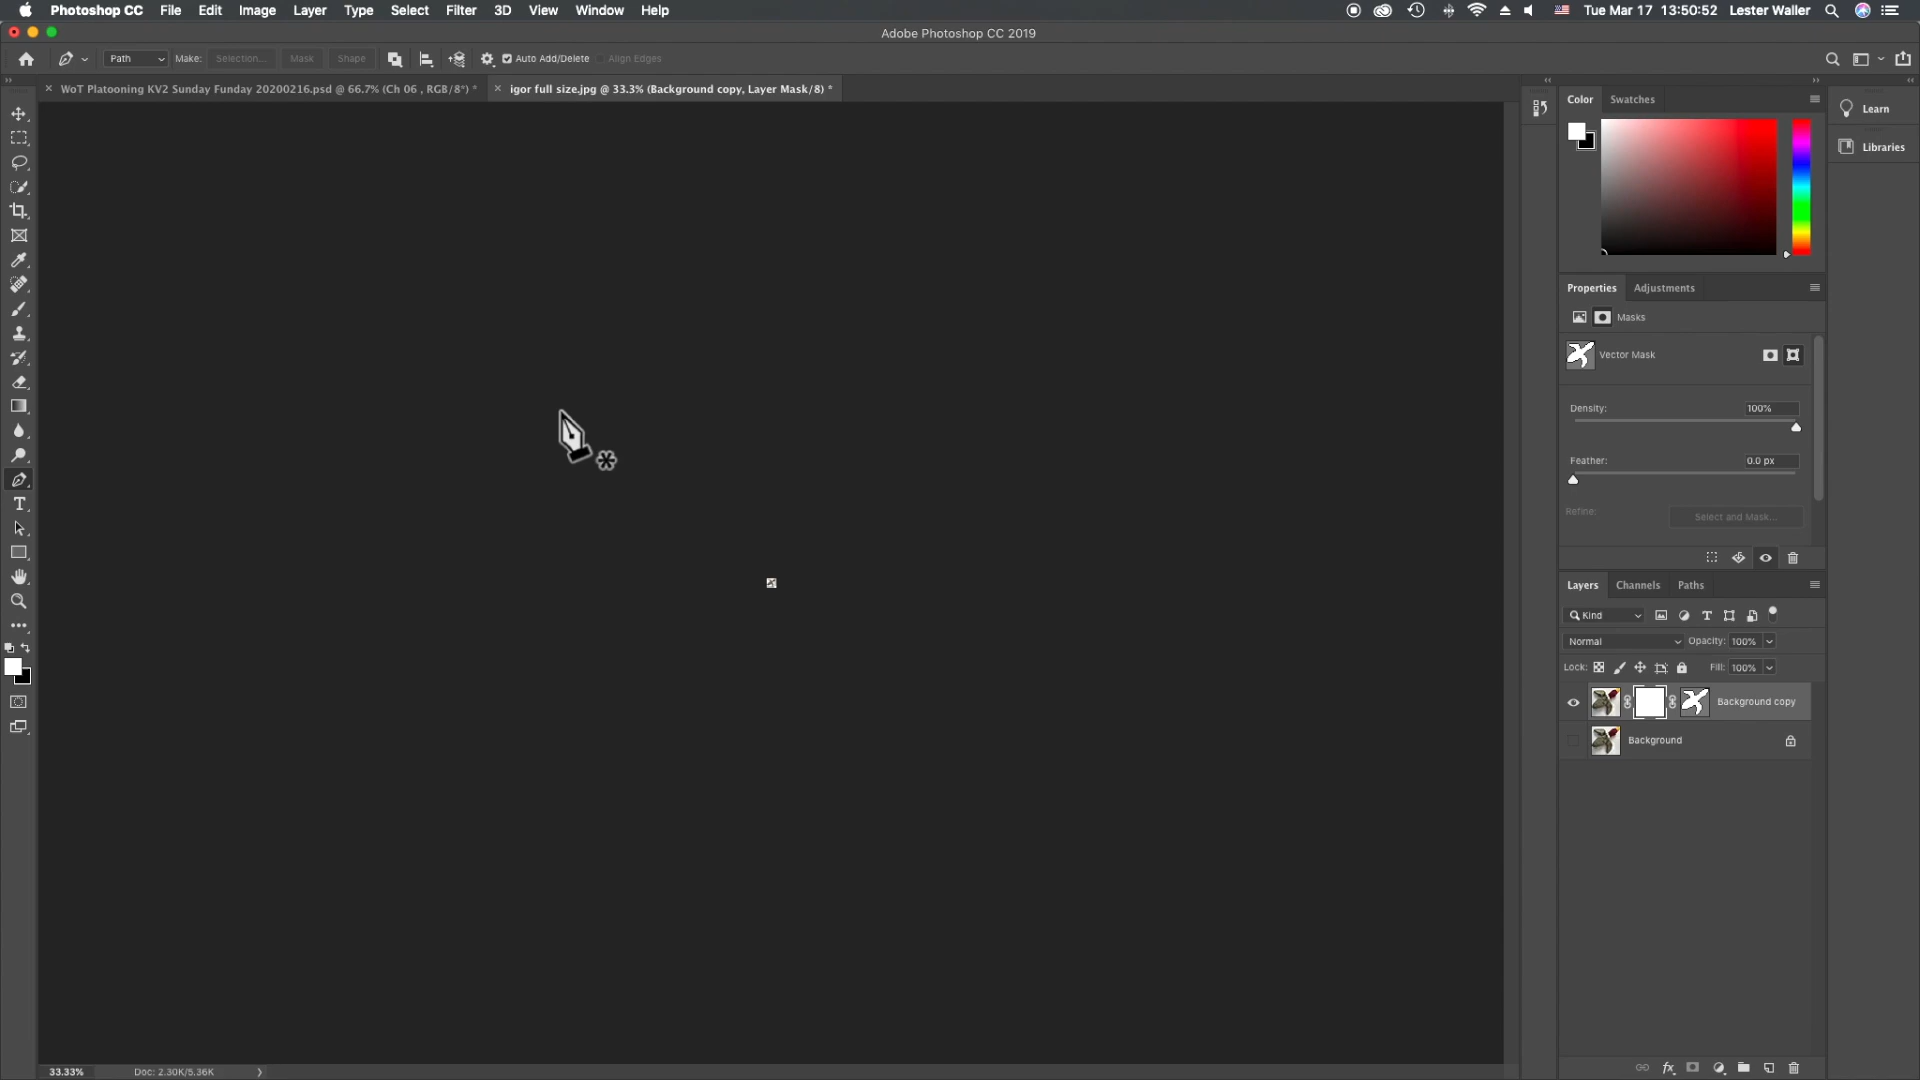 Photoshop CC File Edit Image Layer Type Select Filter 3D View Window Help Tue Mar 17 13:50:52 Lester Waller
Adobe Photoshop CC 2019
Path Make: Selection... Mask Shape Auto Add/Delete Align Edges
WoT Platooning KV2 Sunday Funday 20200216.psd @ 66.7% (Ch 06 , RGB/8*) * igor full size.jpg @ 33.3% (Background copy, Layer Mask/8) *
Color Swatches
Learn
Libraries
Properties Adjustments
Masks
Vector Mask
Density: 100%
Feather: 0.0 px
Refine: Select and Mask...
Layers Channels Paths
Kind
Normal Opacity: 100%
Lock: Fill: 100%
Background copy
Background
33.33% Doc: 2.30K/5.36K